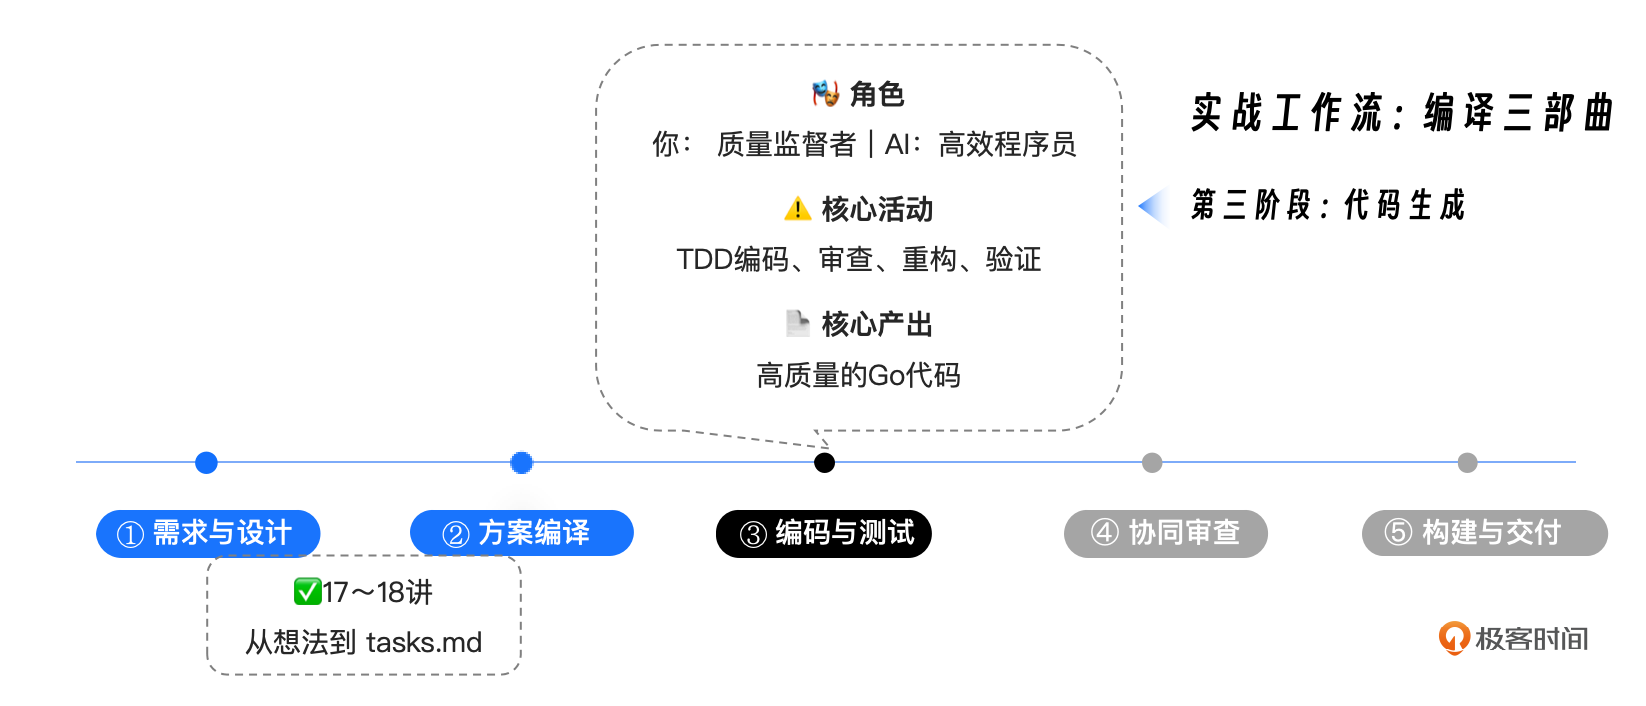 实战工作流：编译三部曲
第三阶段：代码生成
🎭 角色
你： 质量监督者 | AI：高效程序员
⚠️ 核心活动
TDD编码、审查、重构、验证
📄 核心产出
高质量的Go代码
① 需求与设计
② 方案编译
③ 编码与测试
④ 协同审查
⑤ 构建与交付
✅17～18讲
从想法到 tasks.md
极客时间